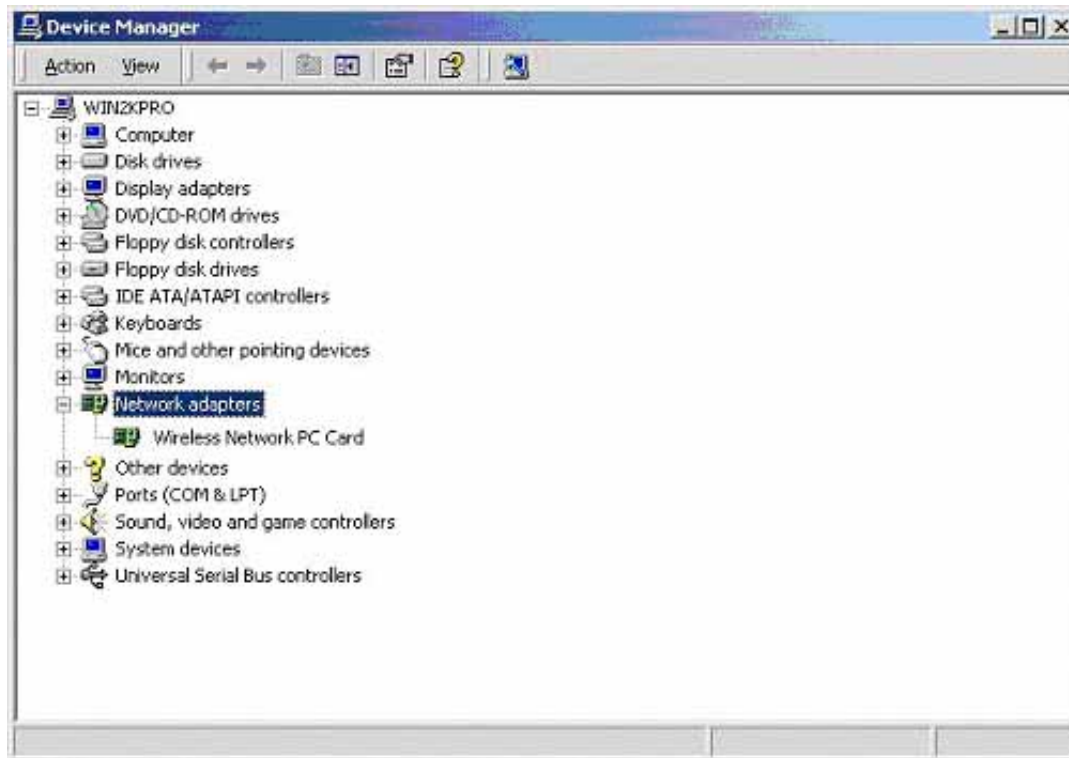 Device Manager
Action View
WIN2KPRO
Computer
Disk drives
Display adapters
DVD/CD-ROM drives
Floppy disk controllers
Floppy disk drives
IDE ATA/ATAPI controllers
Keyboards
Mice and other pointing devices
Monitors
Network adapters
Wireless Network PC Card
Other devices
Ports (COM & LPT)
Sound, video and game controllers
System devices
Universal Serial Bus controllers